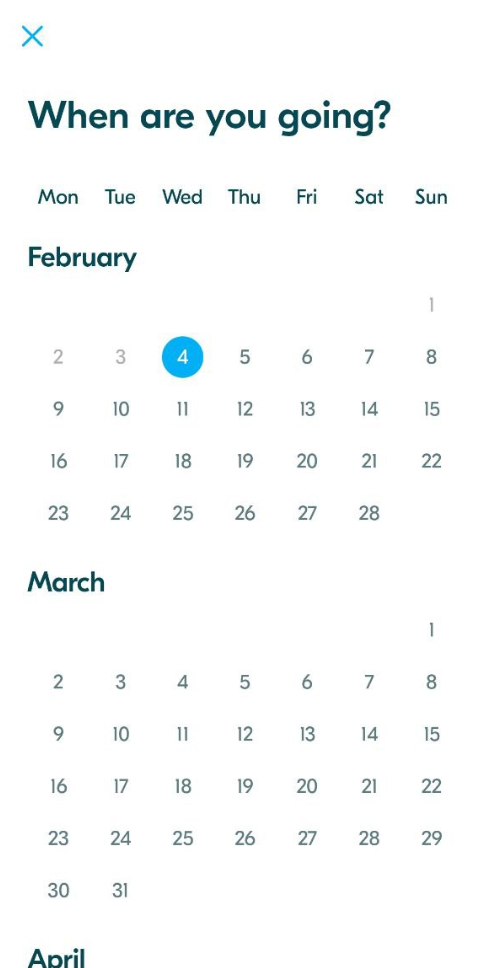 When are you going?
Mon Tue Wed Thu Fri Sat Sun
February
1
2 3 4 5 6 7 8
9 10 11 12 13 14 15
16 17 18 19 20 21 22
23 24 25 26 27 28
March
1
2 3 4 5 6 7 8
9 10 11 12 13 14 15
16 17 18 19 20 21 22
23 24 25 26 27 28 29
30 31
April